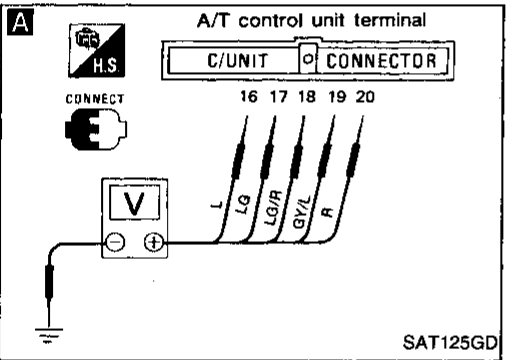 A
A/T control unit terminal
H.S.
C/UNIT CONNECTOR
CONNECT
16 17 18 19 20
L LG LG/R GY/L R
V
− +
SAT125GD